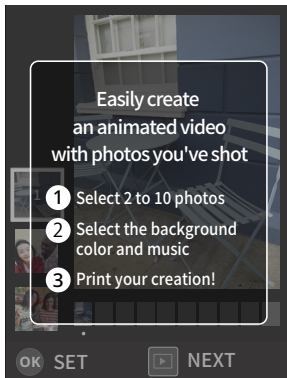 Easily create
an animated video
with photos you've shot
1 Select 2 to 10 photos
2 Select the background
color and music
3 Print your creation!
1
OK SET NEXT